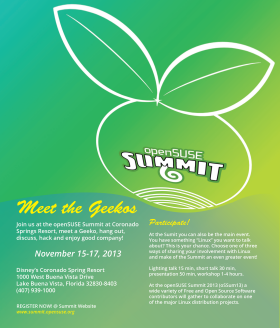 openSUSE
SUMMIT
Meet the Geekos
Join us at the openSUSE Summit at Coronado
Springs Resort, meet a Geeko, hang out,
discuss, hack and enjoy good company!
November 15-17, 2013
Disney's Coronado Spring Resort
1000 West Buena Vista Drive
Lake Buena Vista, Florida 32830-8403
(407) 939-1000
REGISTER NOW @ Summit Website
www.summit.opensuse.org
Participate!
At the Sumit you can also be the main event.
You have something "Linux" you want to talk
about? This is your chance. Choose one of three
ways of sharing your involvement with Linux
and make of the Summit an ever greater event!
Lightning talk 15 min, short talk 30 min,
presentation 50 min, workshop 1-4 hours.
At the openSUSE Summit 2013 (oSSum13) a
wide variety of Free and Open Source Software
contributors will gather to collaborate on one
of the major Linux distribution projects.